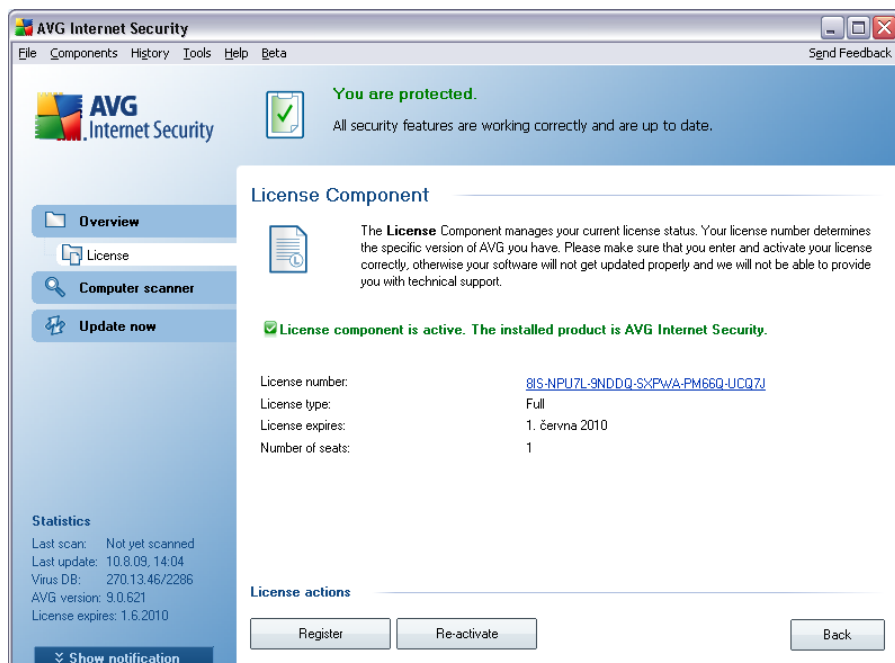 AVG Internet Security
File Components History Tools Help Beta Send Feedback
AVG
Internet Security
You are protected.
All security features are working correctly and are up to date.
Overview
License
Computer scanner
Update now
License Component
The License Component manages your current license status. Your license number determines
the specific version of AVG you have. Please make sure that you enter and activate your license
correctly, otherwise your software will not get updated properly and we will not be able to provide
you with technical support.
License component is active. The installed product is AVG Internet Security.
License number: 8IS-NPU7L-9NDDQ-SXPWA-PM66Q-UCQ7J
License type: Full
License expires: 1. června 2010
Number of seats: 1
Statistics
Last scan: Not yet scanned
Last update: 10.8.09, 14:04
Virus DB: 270.13.46/2286
AVG version: 9.0.621
License expires: 1.6.2010
Show notification
License actions
Register Re-activate Back